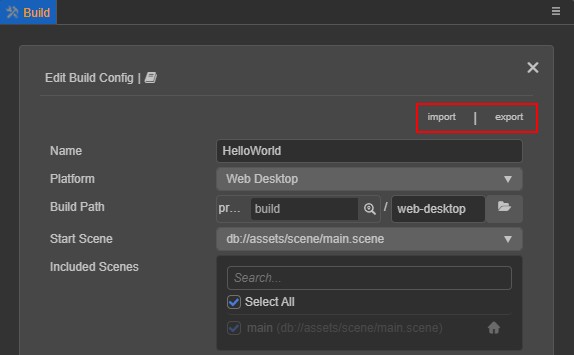 Build
Edit Build Config |
import | export
Name HelloWorld
Platform Web Desktop
Build Path pr... build / web-desktop
Start Scene db://assets/scene/main.scene
Included Scenes
Search...
Select All
main (db://assets/scene/main.scene)